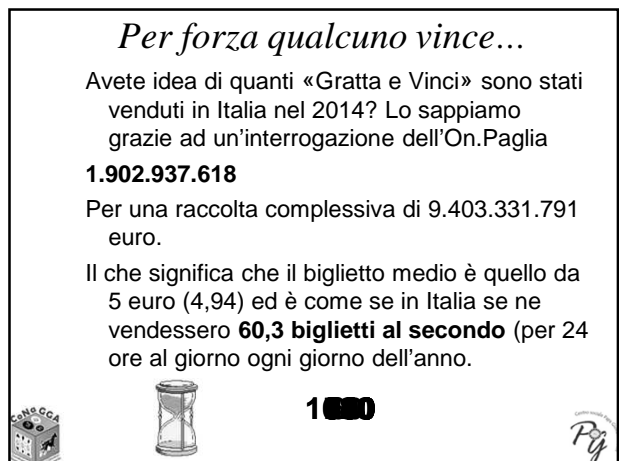 Per forza qualcuno vince…
Avete idea di quanti «Gratta e Vinci» sono stati
venduti in Italia nel 2014? Lo sappiamo
grazie ad un'interrogazione dell'On.Paglia
1.902.937.618
Per una raccolta complessiva di 9.403.331.791
euro.
Il che significa che il biglietto medio è quello da
5 euro (4,94) ed è come se in Italia se ne
vendessero 60,3 biglietti al secondo (per 24
ore al giorno ogni giorno dell'anno.
CoNaGGA